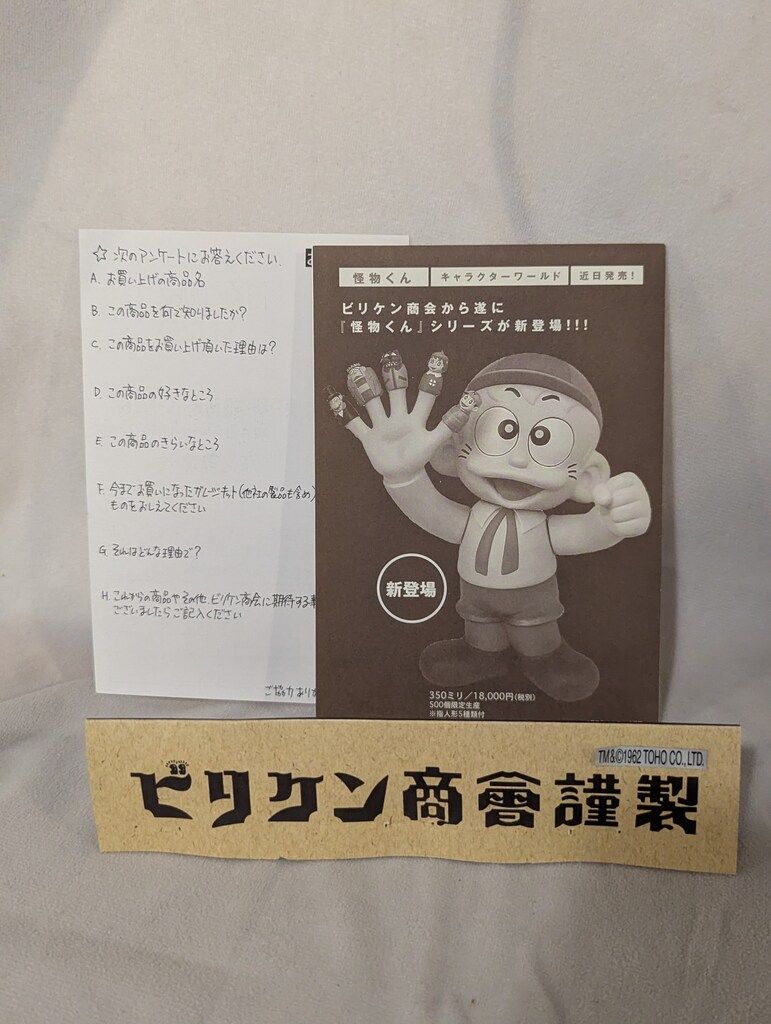 ☆ 次のアンケートにお答えください.
A. お買い上げの商品名
B. この商品を何で知りましたか?
C. この商品をお買い上げ頂いた理由は?
D. この商品の好きなところ
E. この商品のきらいなところ
F. 今までお買いになったガレージキット(他社の製品も含め)
ものをおしえてください
G. それはどんな理由で?
H. これからの商品やその他 ビリケン商会に期待する事
ございましたらご記入ください
ご協力ありが
怪物くん キャラクターワールド 近日発売!
ビリケン商会から遂に
『怪物くん』シリーズが新登場!!!
新登場
350ミリ/18,000円(税別)
500個限定生産
※指人形5種類付
TM&©1962 TOHO CO.,LTD.
ビリケン商會謹製